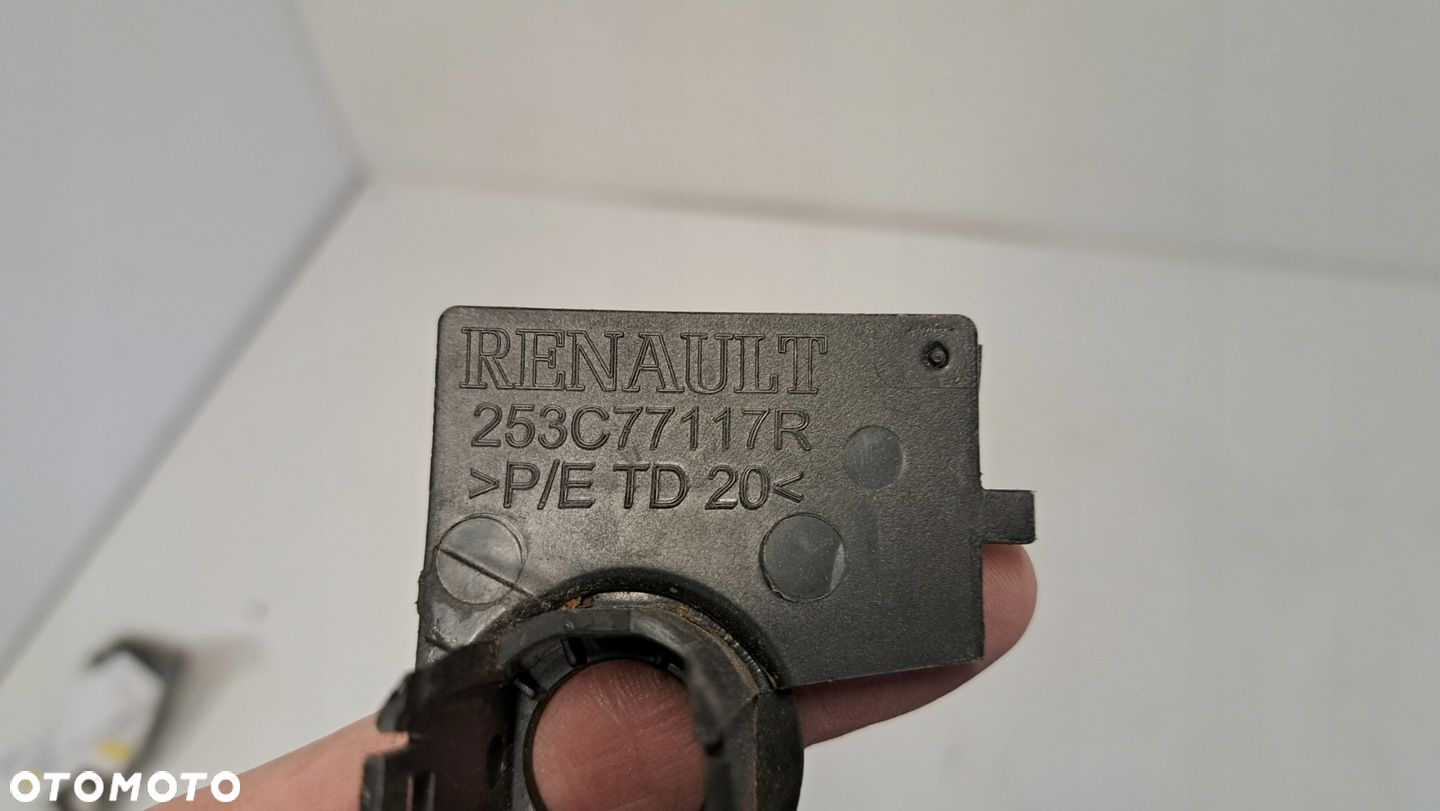 RENAULT
253C77117R
>P/E TD 20<
OTOMOTO